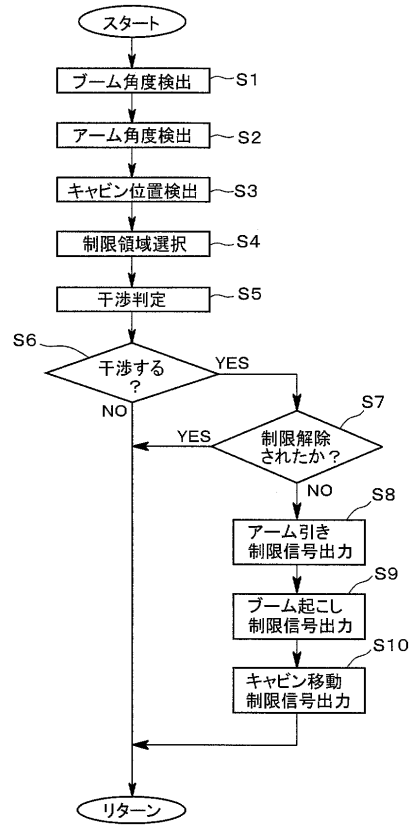 スタート
ブーム角度検出
S1
アーム角度検出
S2
キャビン位置検出
S3
制限領域選択
S4
干渉判定
S5
S6
干渉する
?
YES
NO
S7
制限解除
されたか?
YES
NO
S8
アーム引き
制限信号出力
S9
ブーム起こし
制限信号出力
S10
キャビン移動
制限信号出力
リターン